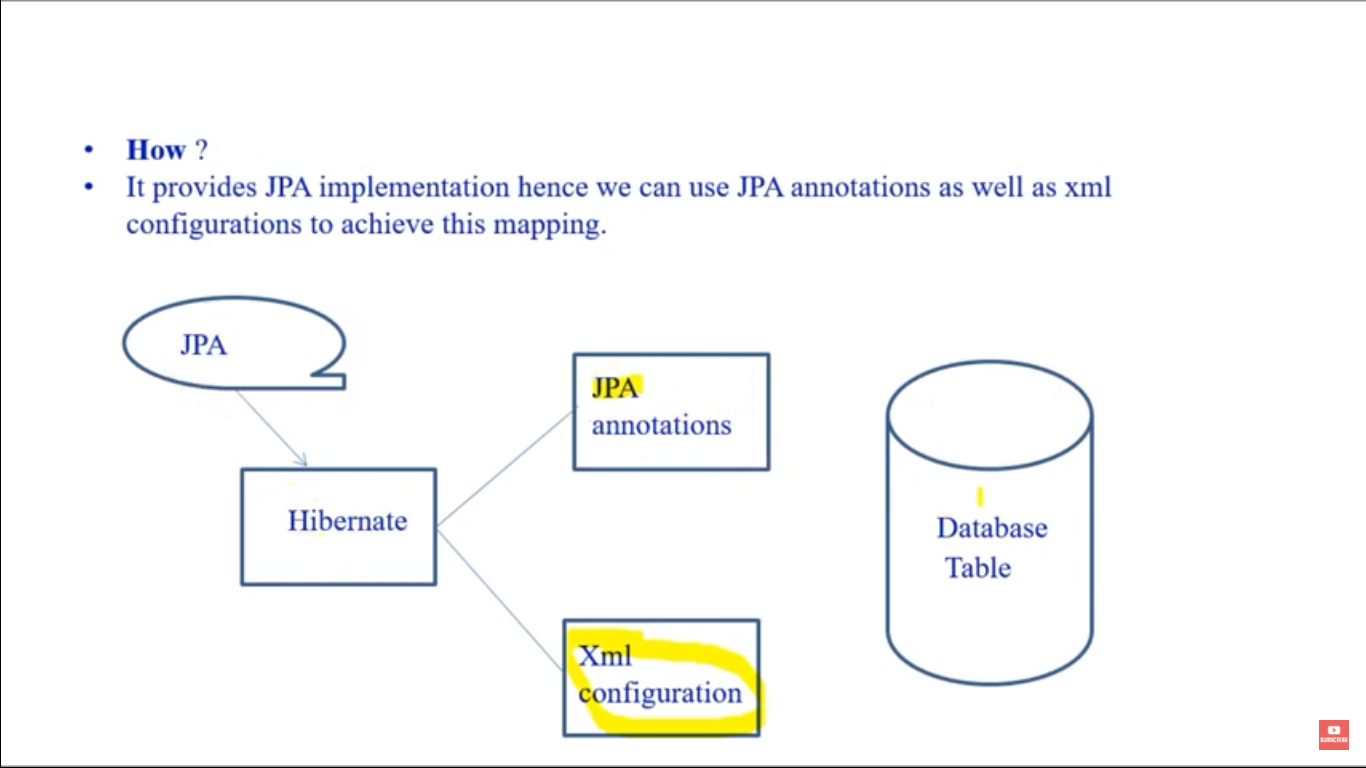 • How ?
• It provides JPA implementation hence we can use JPA annotations as well as xml
configurations to achieve this mapping.
JPA
JPA
annotations
Hibernate
Database
Table
Xml
configuration
SUBSCRIBE